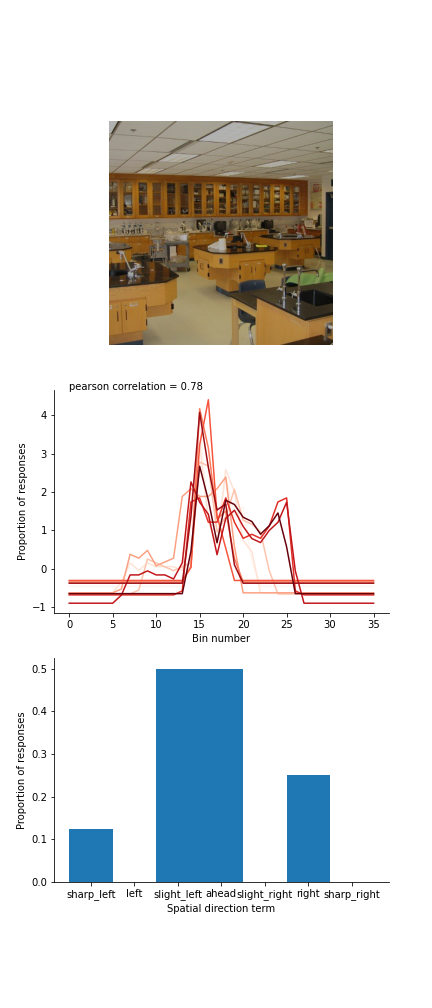 pearson correlation = 0.78
Proportion of responses
4
3
2
1
0
−1
0 5 10 15 20 25 30 35
Bin number
Proportion of responses
0.5
0.4
0.3
0.2
0.1
0.0
sharp_left left slight_left ahead slight_right right sharp_right
Spatial direction term